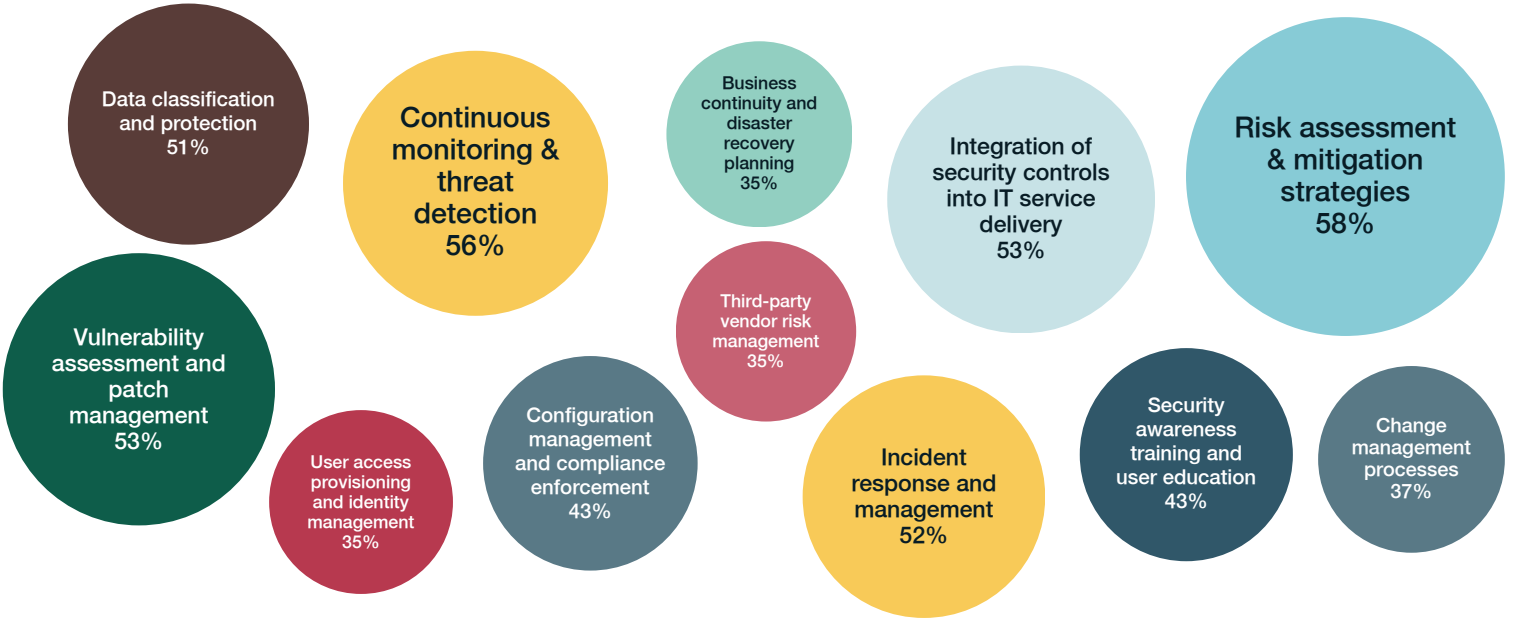 Data classification
and protection
51%
Continuous
monitoring &
threat
detection
56%
Business
continuity and
disaster
recovery
planning
35%
Integration of
security controls
into IT service
delivery
53%
Risk assessment
& mitigation
strategies
58%
Vulnerability
assessment and
patch
management
53%
User access
provisioning
and identity
management
35%
Configuration
management
and compliance
enforcement
43%
Third-party
vendor risk
management
35%
Incident
response and
management
52%
Security
awareness
training and
user education
43%
Change
management
processes
37%